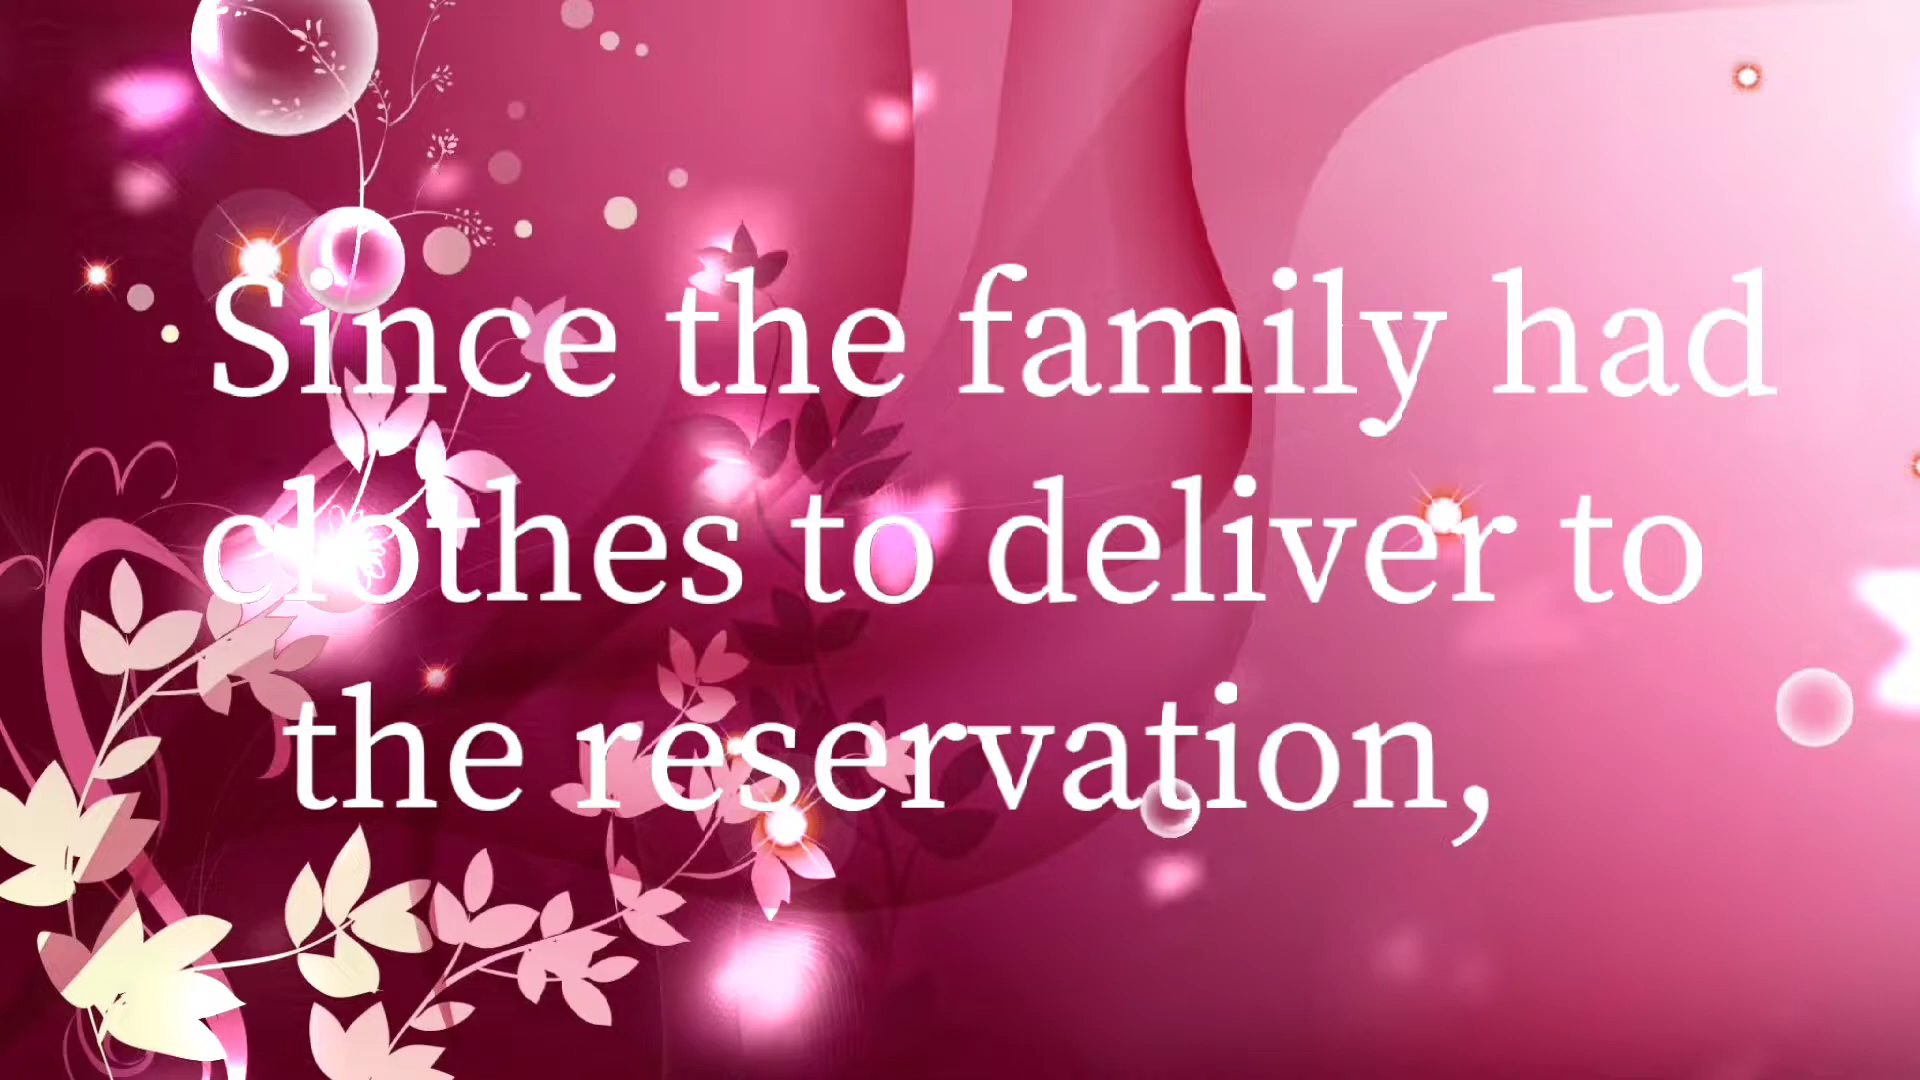 Since the family had
clothes to deliver to
the reservation,